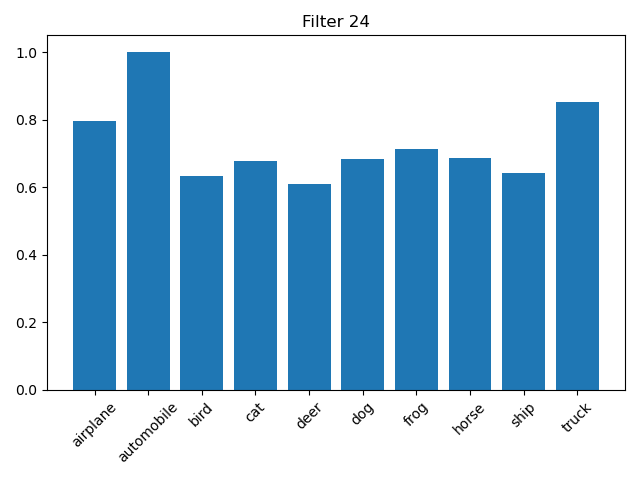 Filter 24
1.0
0.8
0.6
0.4
0.2
0.0
airplane
automobile
bird
cat
deer
dog
frog
horse
ship
truck